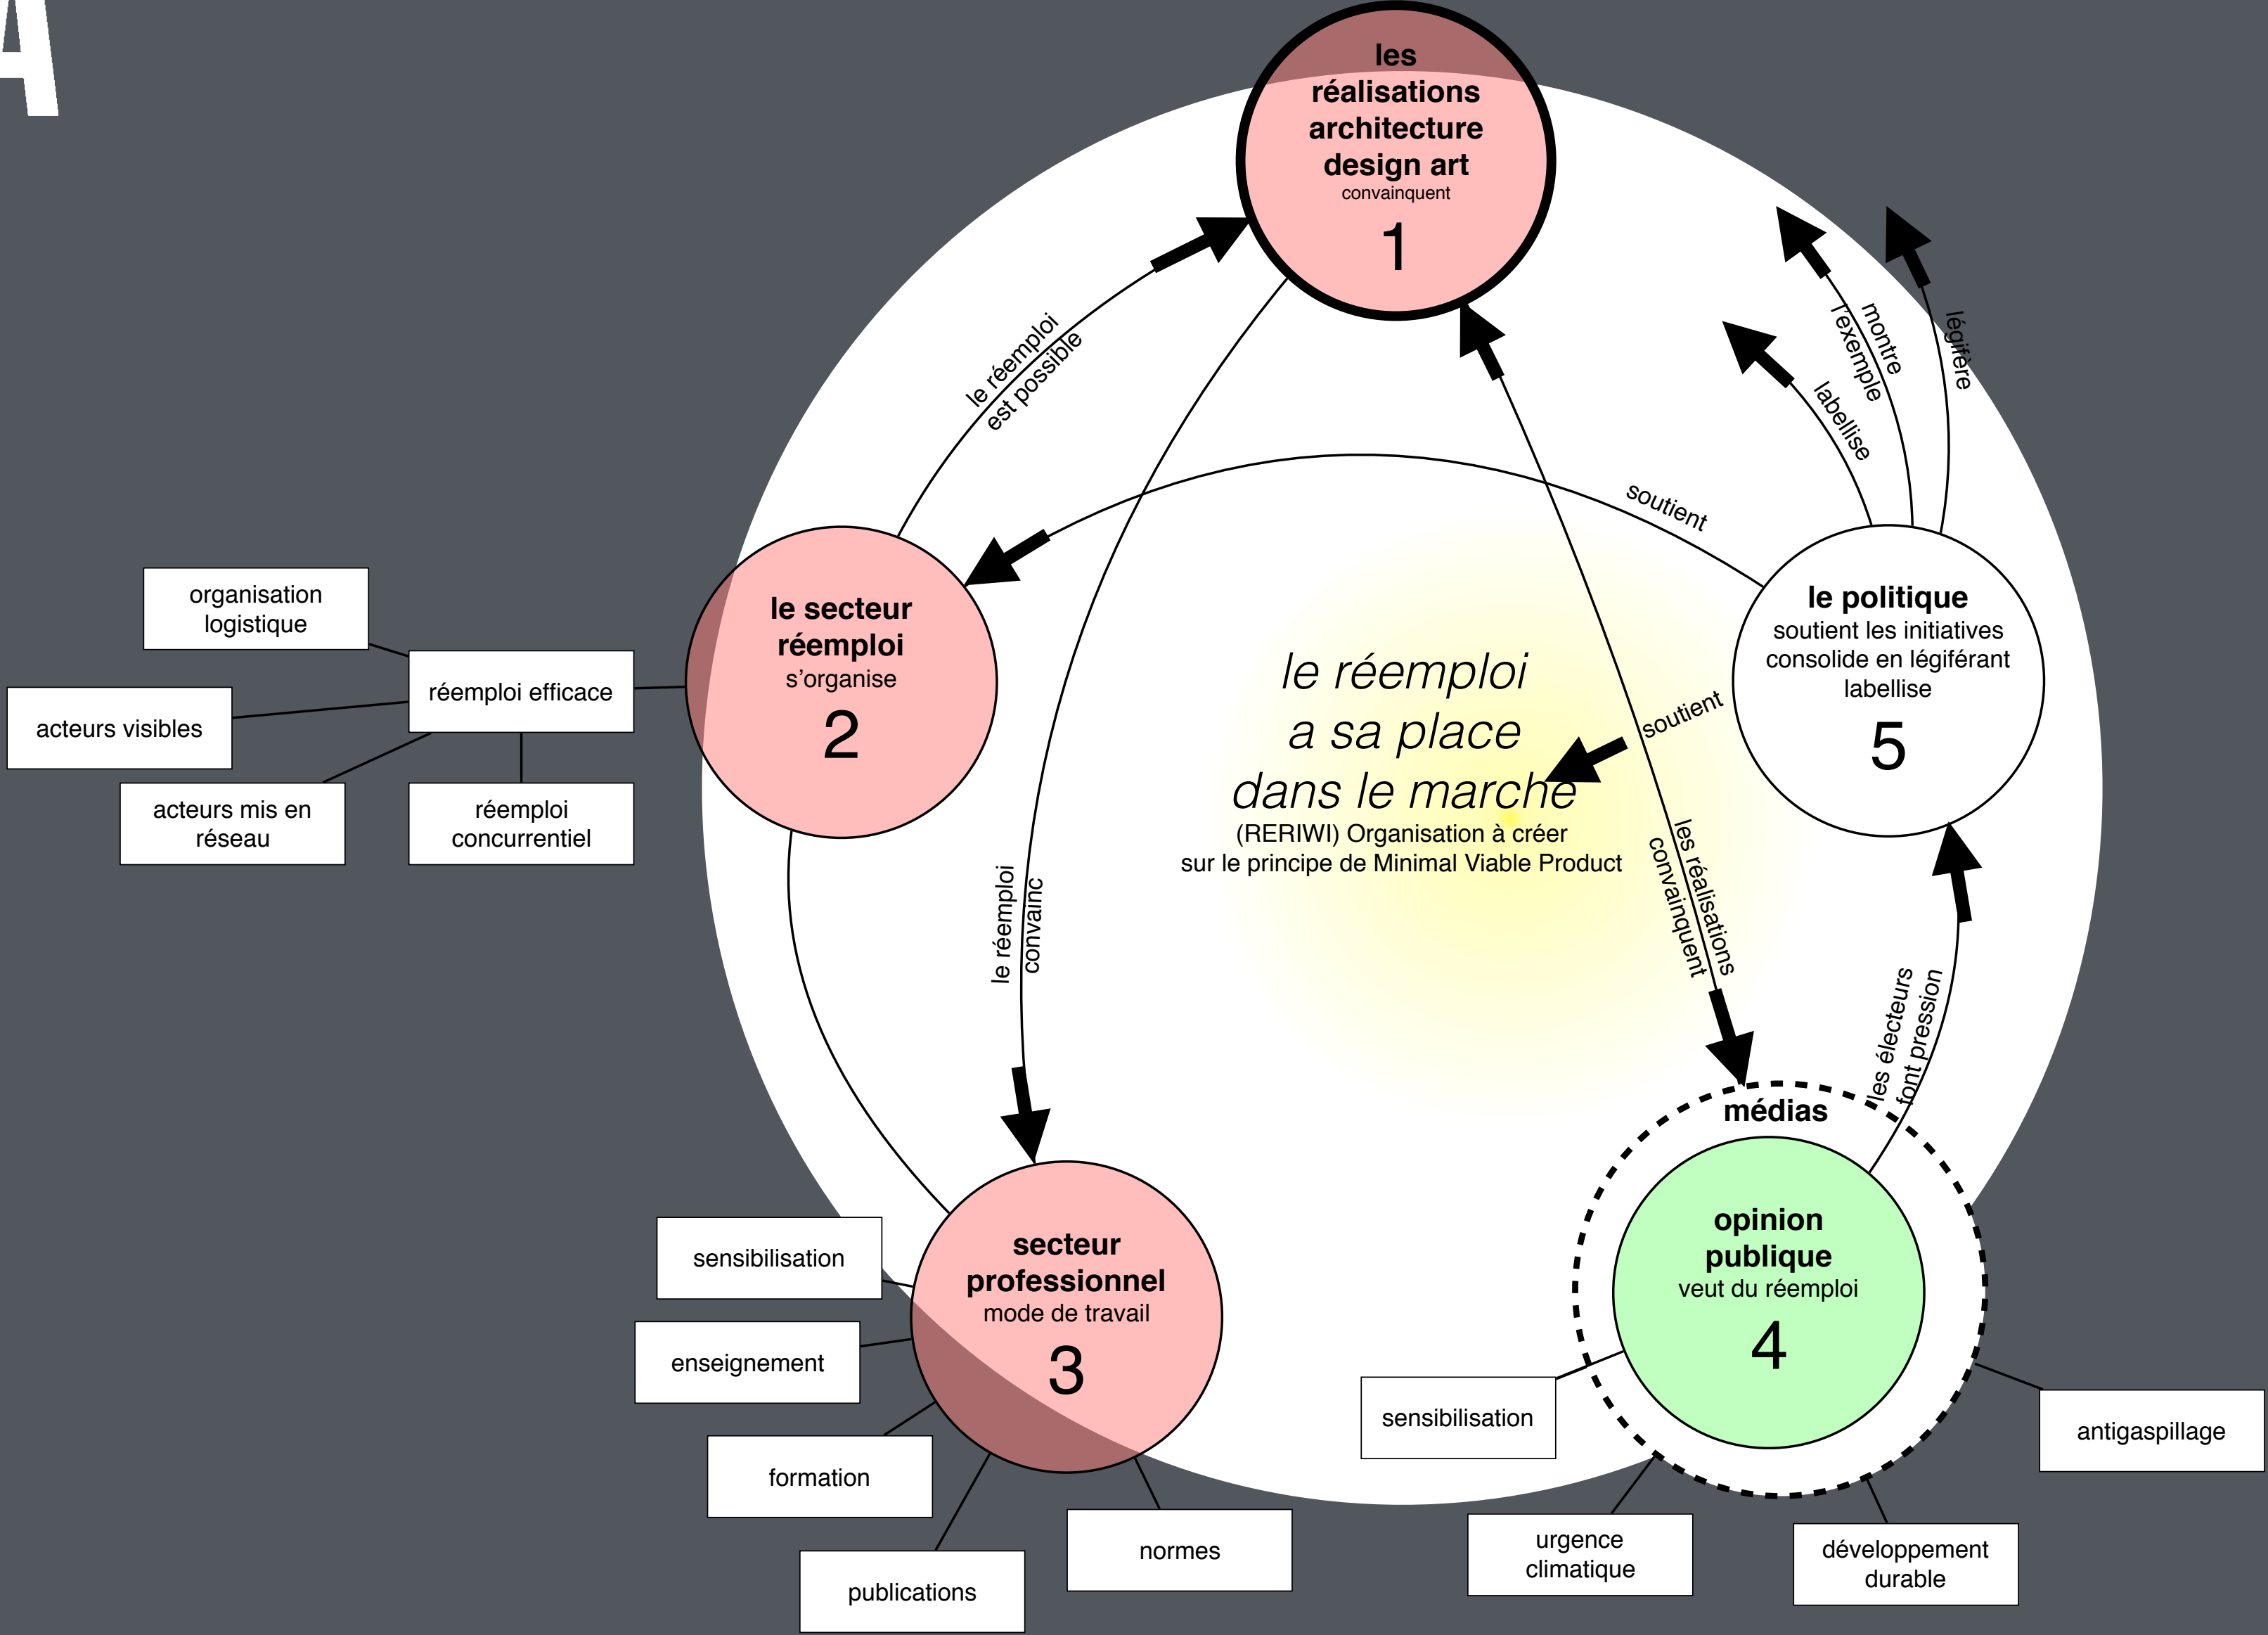 A
les
réalisations
architecture
design art
convainquent
1
le réemploi
est possible
montre
l'exemple
légifère
labellise
soutient
le secteur
réemploi
s'organise
2
organisation
logistique
réemploi efficace
acteurs visibles
acteurs mis en
réseau
réemploi
concurrentiel
le politique
soutient les initiatives
consolide en légiférant
labellise
5
soutient
le réemploi
a sa place
dans le marché
(RERIWI) Organisation à créer
sur le principe de Minimal Viable Product
le réemploi
convainc
les réalisations
convainquent
les électeurs
font pression
médias
opinion
publique
veut du réemploi
4
secteur
professionnel
mode de travail
3
sensibilisation
enseignement
formation
publications
normes
sensibilisation
urgence
climatique
développement
durable
antigaspillage